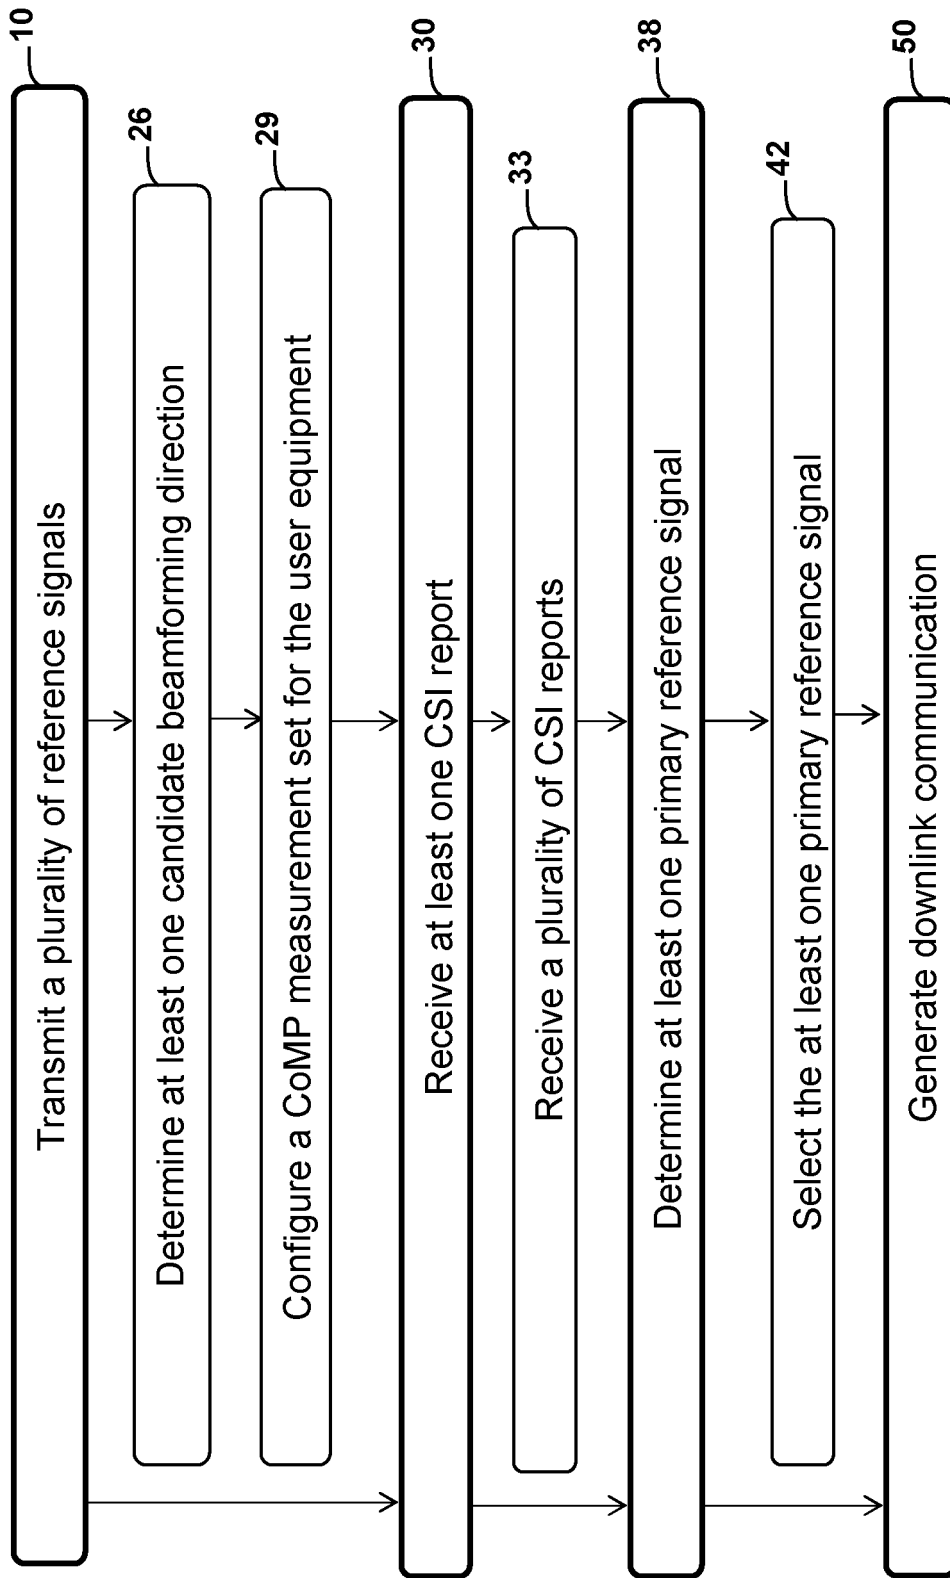 10
Transmit a plurality of reference signals
26
Determine at least one candidate beamforming direction
29
Configure a CoMP measurement set for the user equipment
30
Receive at least one CSI report
33
Receive a plurality of CSI reports
38
Determine at least one primary reference signal
42
Select the at least one primary reference signal
50
Generate downlink communication